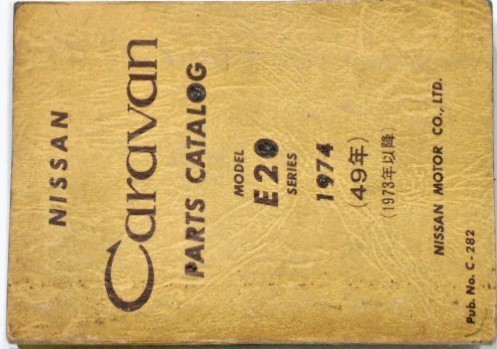 NISSAN
Caravan
PARTS CATALOG
MODEL
E20
SERIES
1974
(49年)
(1973年以降)
NISSAN MOTOR CO., LTD.
Pub. No. C-282